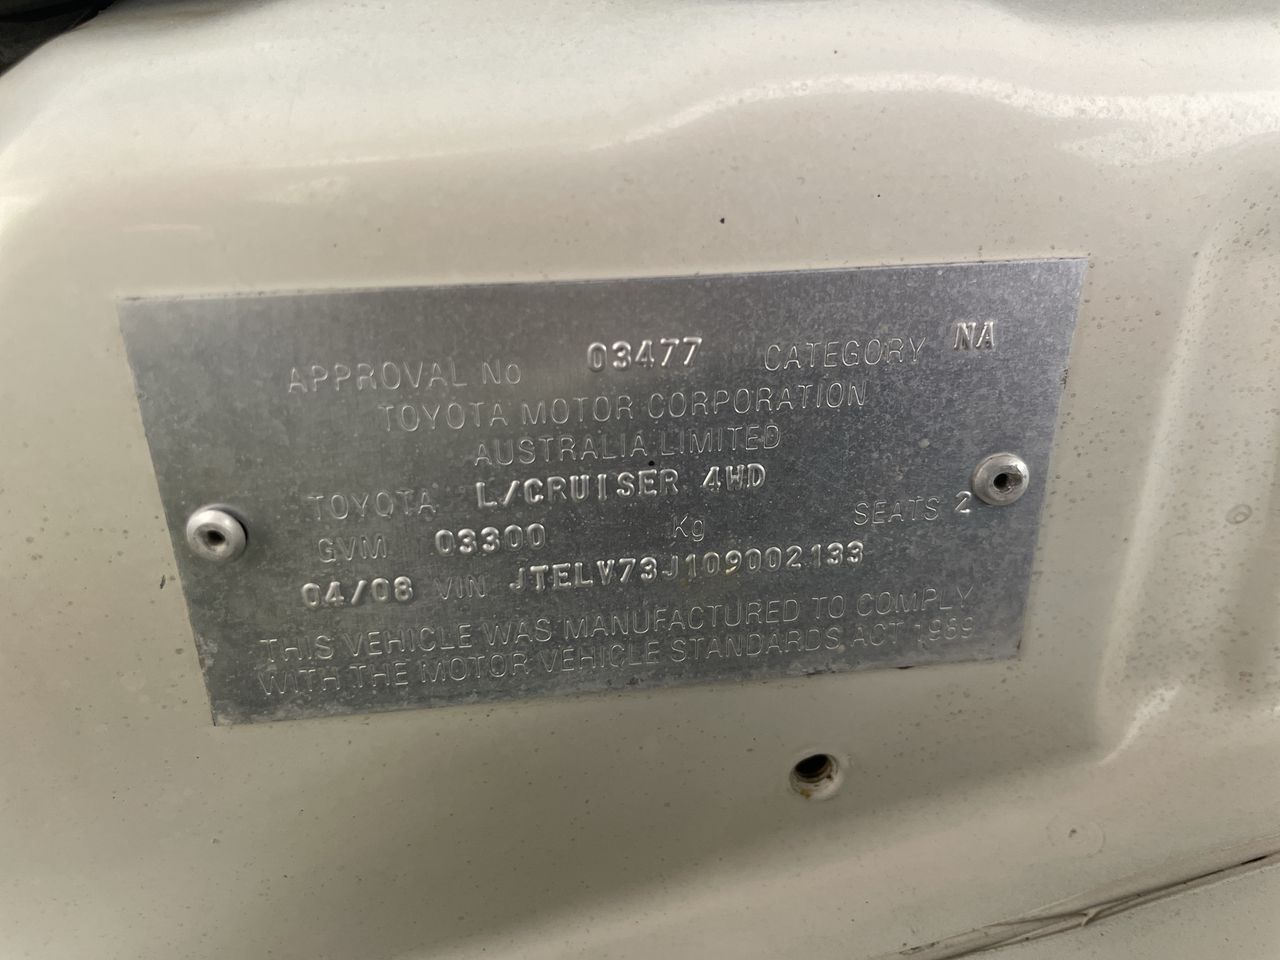 APPROVAL No 03477 CATEGORY NA
TOYOTA MOTOR CORPORATION
AUSTRALIA LIMITED
TOYOTA L/CRUISER 4WD
GVM 03300 Kg SEATS 2
04/08 VIN JTELV73J109002133
THIS VEHICLE WAS MANUFACTURED TO COMPLY
WITH THE MOTOR VEHICLE STANDARDS ACT 1989